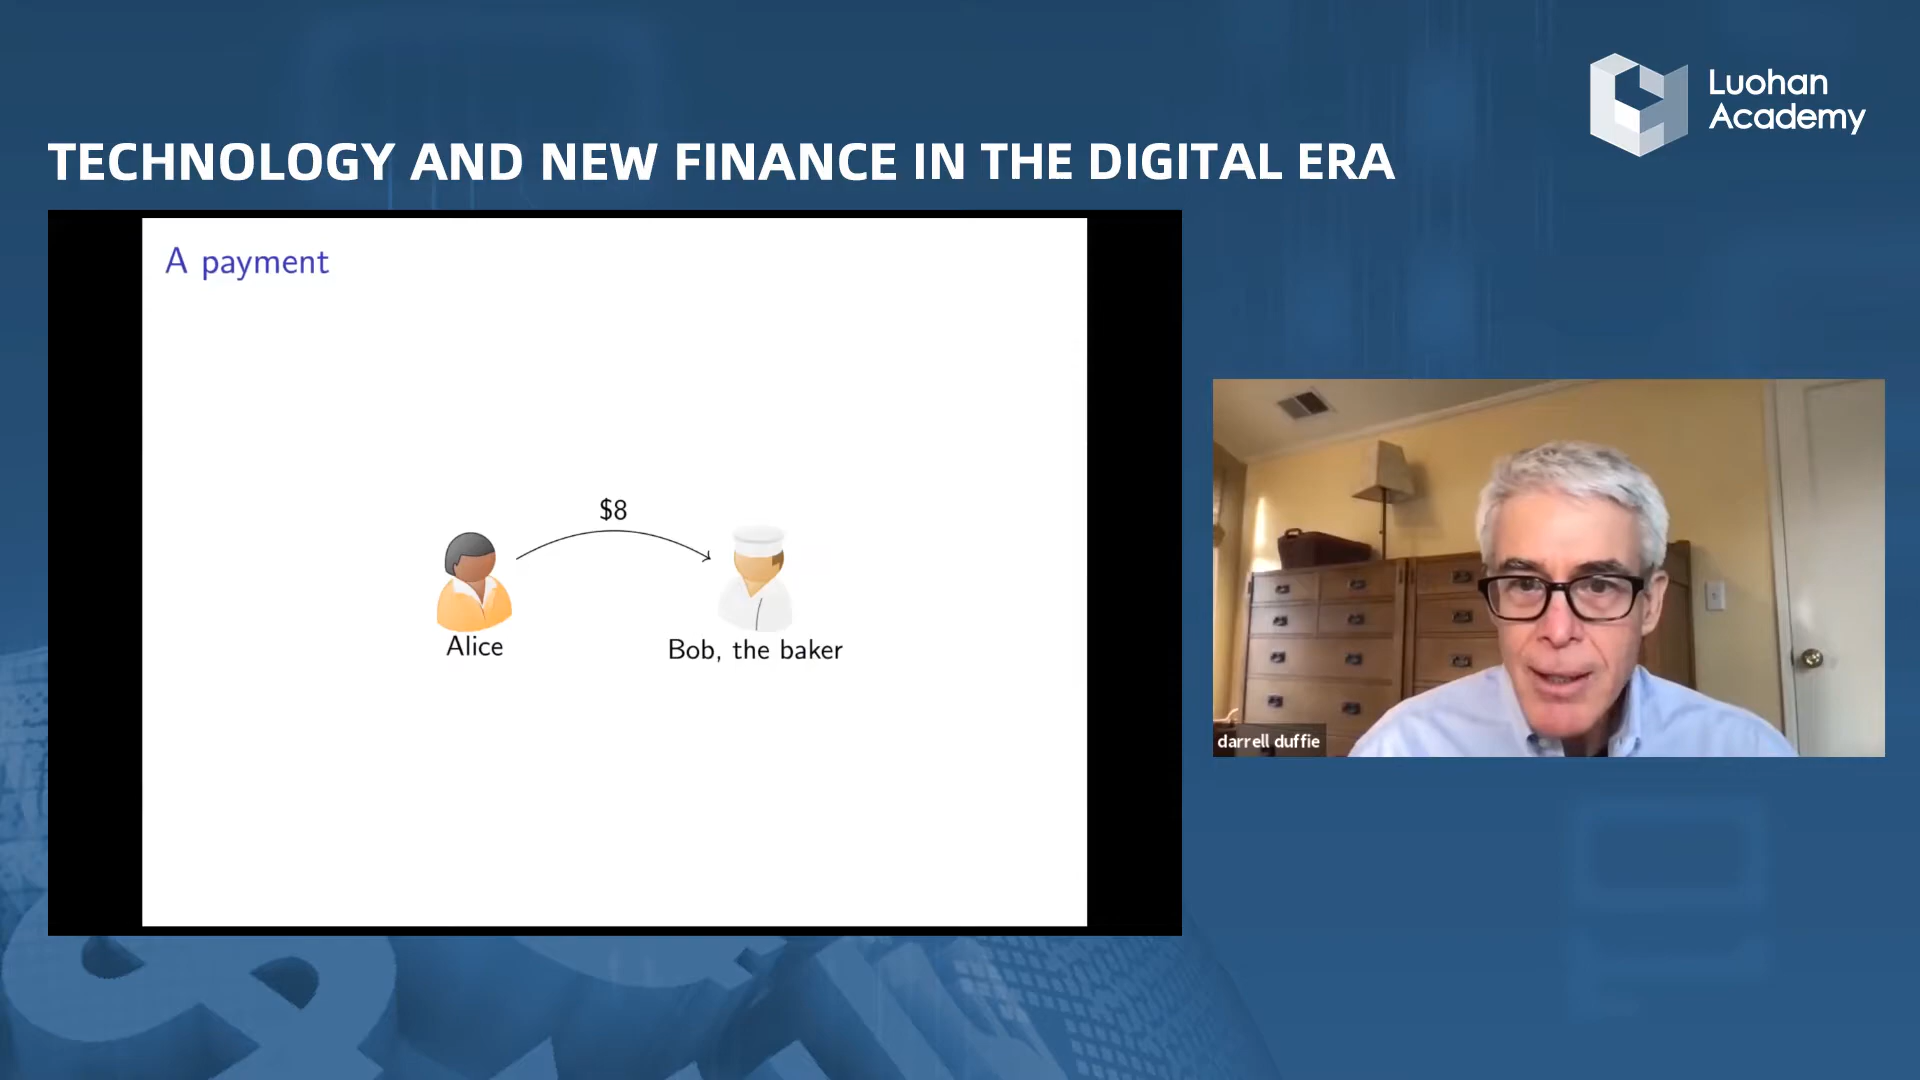 Luohan
Academy
TECHNOLOGY AND NEW FINANCE IN THE DIGITAL ERA
A payment
$8
Alice
Bob, the baker
darrell duffie